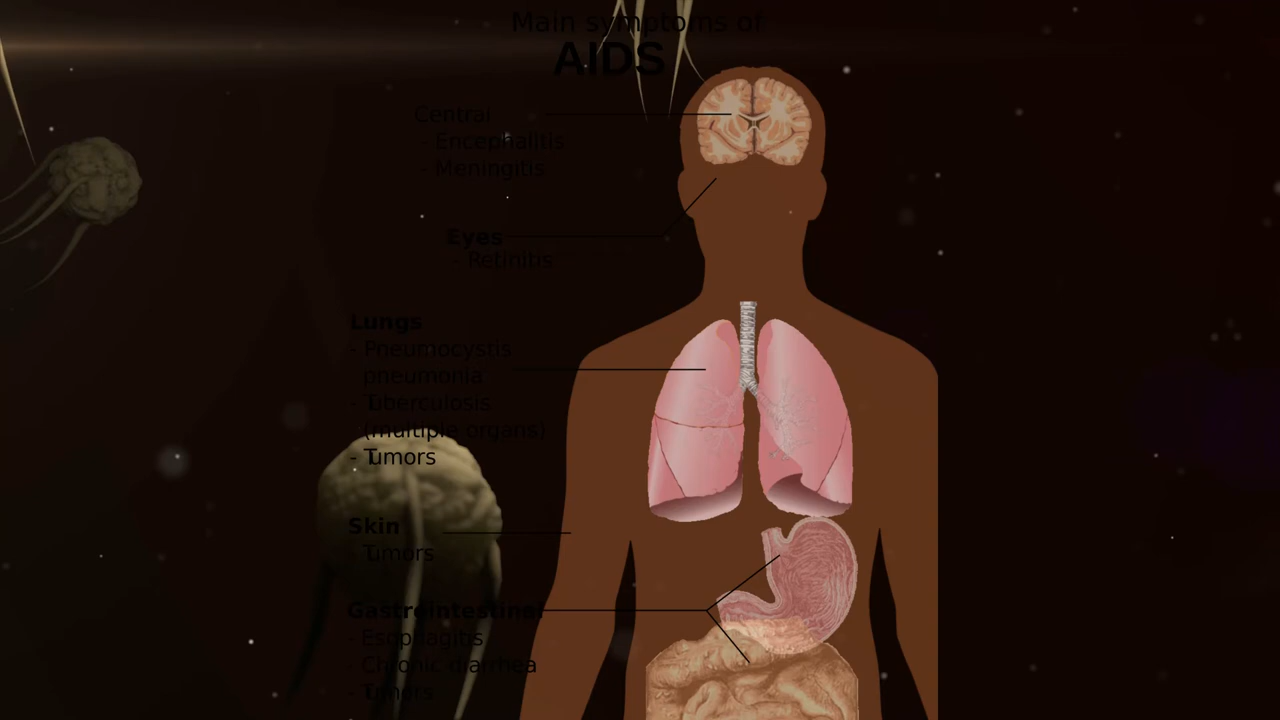 Main symptoms of
AIDS
Central
- Encephalitis
- Meningitis
Eyes
- Retinitis
Lungs
- Pneumocystis
pneumonia
- Tuberculosis
(multiple organs)
- Tumors
Skin
- Tumors
Gastrointestinal
- Esophagitis
- Chronic diarrhea
- Tumors